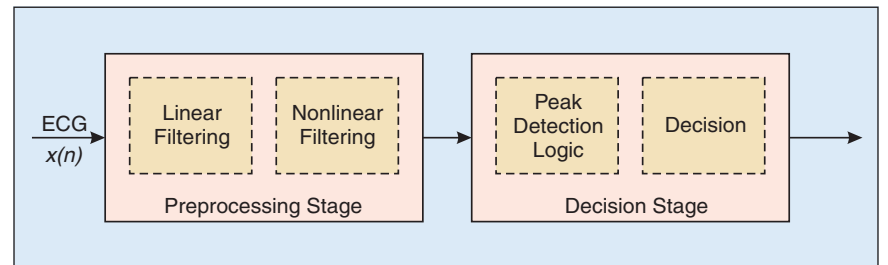 ECG
x(n)
Linear
Filtering
Nonlinear
Filtering
Preprocessing Stage
Peak
Detection
Logic
Decision
Decision Stage